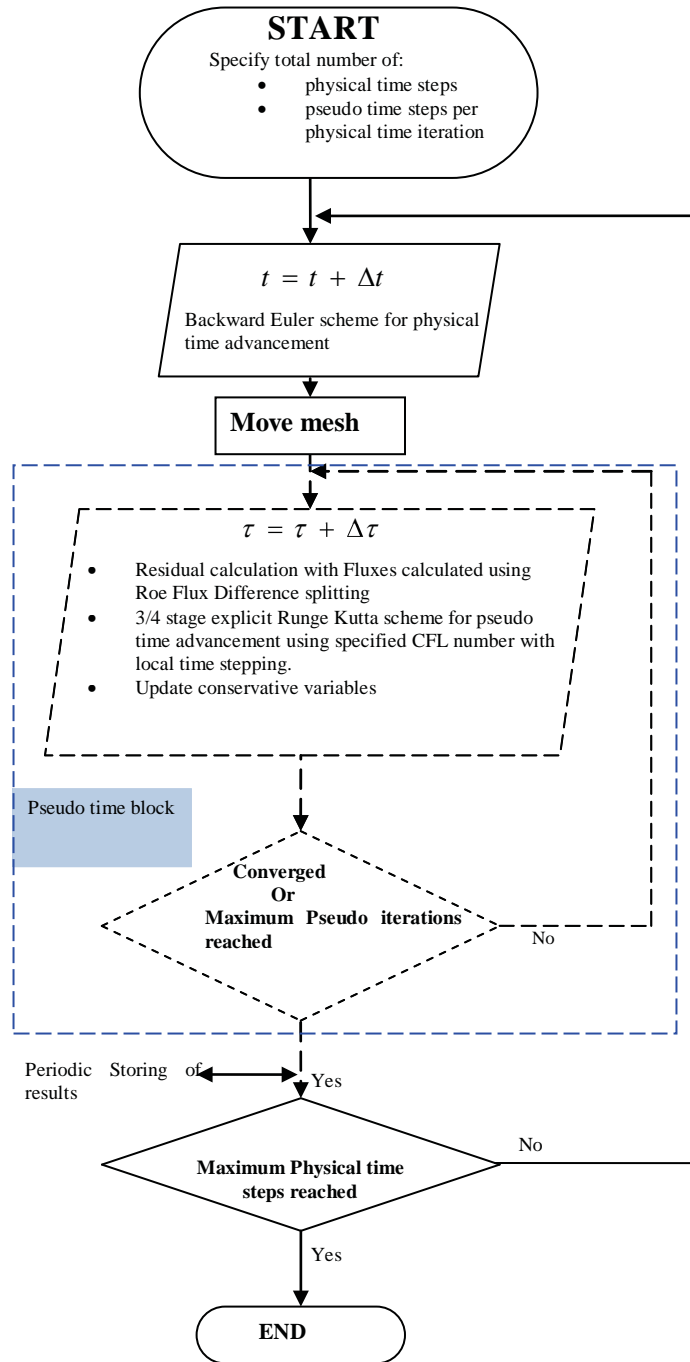 START
Specify total number of:
• physical time steps
• pseudo time steps per
physical time iteration
t = t + Δt
Backward Euler scheme for physical
time advancement
Move mesh
τ = τ + Δτ
• Residual calculation with Fluxes calculated using
Roe Flux Difference splitting
• 3/4 stage explicit Runge Kutta scheme for pseudo
time advancement using specified CFL number with
local time stepping.
• Update conservative variables
Pseudo time block
Converged
Or
Maximum Pseudo iterations
reached
No
Periodic Storing of
results
Yes
No
Maximum Physical time
steps reached
Yes
END